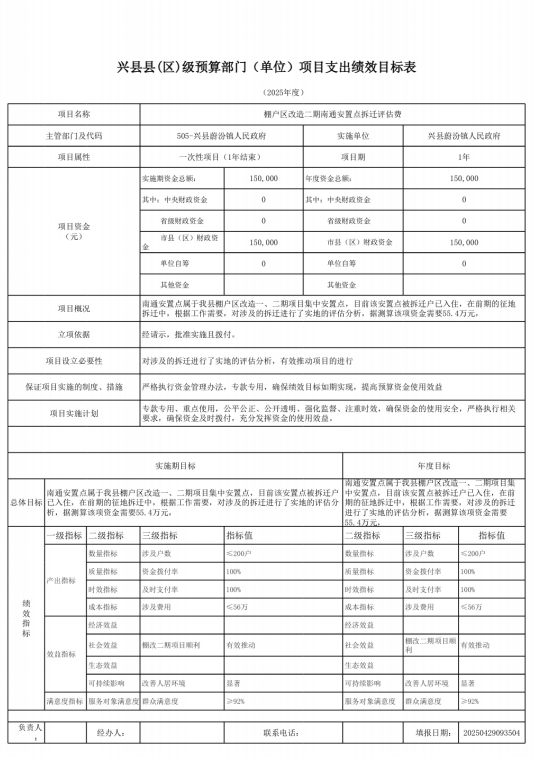 兴县县(区)级预算部门（单位）项目支出绩效目标表
（2025年度）
项目名称 棚户区改造二期南通安置点拆迁评估费
主管部门及代码 505-兴县蔚汾镇人民政府 实施单位 兴县蔚汾镇人民政府
项目属性 一次性项目（1年结束） 项目期 1年
项目资金
（元）
实施期资金总额: 150,000 年度资金总额: 150,000
其中: 中央财政资金 0 其中: 中央财政资金 0
省级财政资金 0 省级财政资金 0
市县（区）财政资
金 150,000 市县（区）财政资金 150,000
单位自筹 0 单位自筹 0
其他资金 其他资金
项目概况
南通安置点属于我县棚户区改造一、二期项目集中安置点, 目前该安置点被拆迁户已入住, 在前期的征地
拆迁中, 根据工作需要, 对涉及的拆迁进行了实地的评估分析, 据测算该项资金需要55.4万元,
立项依据 经请示, 批准实施且拨付。
项目设立必要性 对涉及的拆迁进行了实地的评估分析, 有效推动项目的进行
保证项目实施的制度、措施 严格执行资金管理办法, 专款专用, 确保绩效目标如期实现, 提高预算资金使用效益
项目实施计划
专款专用、重点使用, 公平公正、公开透明、强化监督、注重时效, 确保资金的使用安全, 严格执行相关
要求, 确保资金及时拨付, 充分发挥资金的使用效益。
实施期目标 年度目标
总体目标
南通安置点属于我县棚户区改造一、二期项目集中安置点, 目前该安置点被拆迁户
已入住, 在前期的征地拆迁中, 根据工作需要, 对涉及的拆迁进行了实地的评估分
析, 据测算该项资金需要55.4万元。
南通安置点属于我县棚户区改造一、二期项目集
中安置点, 目前该安置点被拆迁户已入住, 在前
期的征地拆迁中, 根据工作需要, 对涉及的拆迁
进行了实地的评估分析, 据测算该项资金需要
55.4万元。
绩效指标
一级指标 二级指标 三级指标 指标值 二级指标 三级指标 指标值
产出指标
数量指标 涉及户数 ≤200户 数量指标 涉及户数 ≤200户
质量指标 资金拨付率 100% 质量指标 资金拨付率 100%
时效指标 及时支付率 100% 时效指标 及时支付率 100%
成本指标 涉及费用 ≤56万 成本指标 涉及费用 ≤56万
效益指标
经济效益 经济效益
社会效益 棚改二期项目顺利 有效推动 社会效益 棚改二期项目顺
利 有效推动
生态效益 生态效益
可持续影响 改善人居环境 显著 可持续影响 改善人居环境 显著
满意度指标 服务对象满意度 群众满意度 ≥92% 服务对象满意度 群众满意度 ≥92%
负责人
: 经办人: 联系电话: 填报日期: 20250429093504